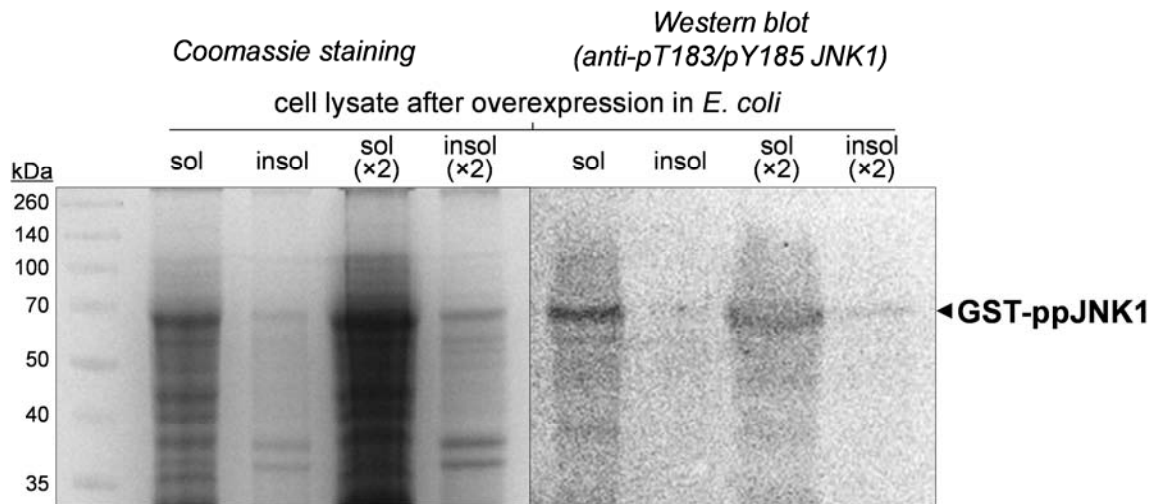 Coomassie staining
Western blot
(anti-pT183/pY185 JNK1)
cell lysate after overexpression in E. coli
kDa
sol
insol
sol
(×2)
insol
(×2)
sol
insol
sol
(×2)
insol
(×2)
260
140
100
70
50
40
35
GST-ppJNK1